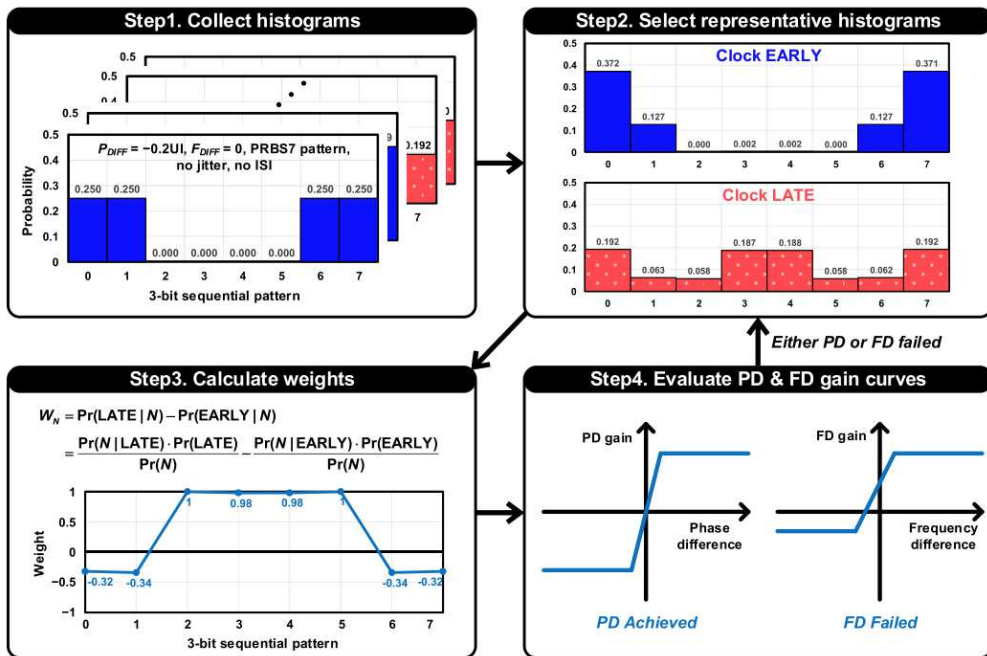 Step1. Collect histograms
0.5
0.5
0.4
0.5
0.5
0.4
0.3
0.2
0.1
0
Probability
P_DIFF = −0.2UI, F_DIFF = 0, PRBS7 pattern,
no jitter, no ISI
0.250 0.250 0.000 0.000 0.000 0.000 0.250 0.250
0.192
7
0 1 2 3 4 5 6 7
3-bit sequential pattern
Step2. Select representative histograms
Clock EARLY
0.5
0.4
0.3
0.2
0.1
0
0.372 0.127 0.000 0.002 0.002 0.000 0.127 0.371
0 1 2 3 4 5 6 7
Clock LATE
0.5
0.4
0.3
0.2
0.1
0
0.192 0.063 0.058 0.187 0.188 0.058 0.062 0.192
0 1 2 3 4 5 6 7
Either PD or FD failed
Step3. Calculate weights
W_N = Pr(LATE | N) − Pr(EARLY | N)
= Pr(N | LATE) · Pr(LATE) / Pr(N) − Pr(N | EARLY) · Pr(EARLY) / Pr(N)
1
0.5
0
−0.5
−1
Weight
-0.32 -0.34 1 0.98 0.98 1 -0.34 -0.32
0 1 2 3 4 5 6 7
3-bit sequential pattern
Step4. Evaluate PD & FD gain curves
PD gain
Phase
difference
PD Achieved
FD gain
Frequency
difference
FD Failed